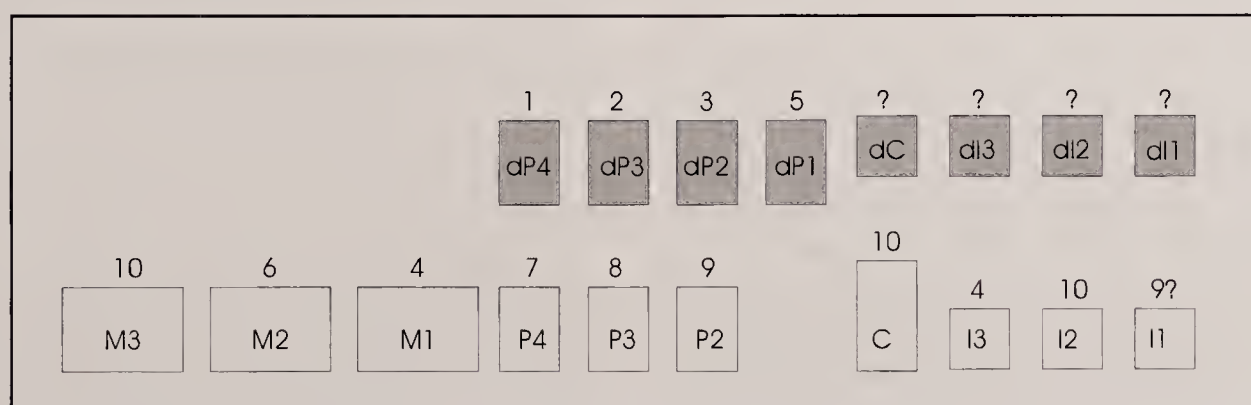 1 2 3 5 ? ? ? ?
dP4 dP3 dP2 dP1 dC dI3 dI2 dI1
10
10 6 4 7 8 9 4 10 9?
M3 M2 M1 P4 P3 P2 C I3 I2 I1